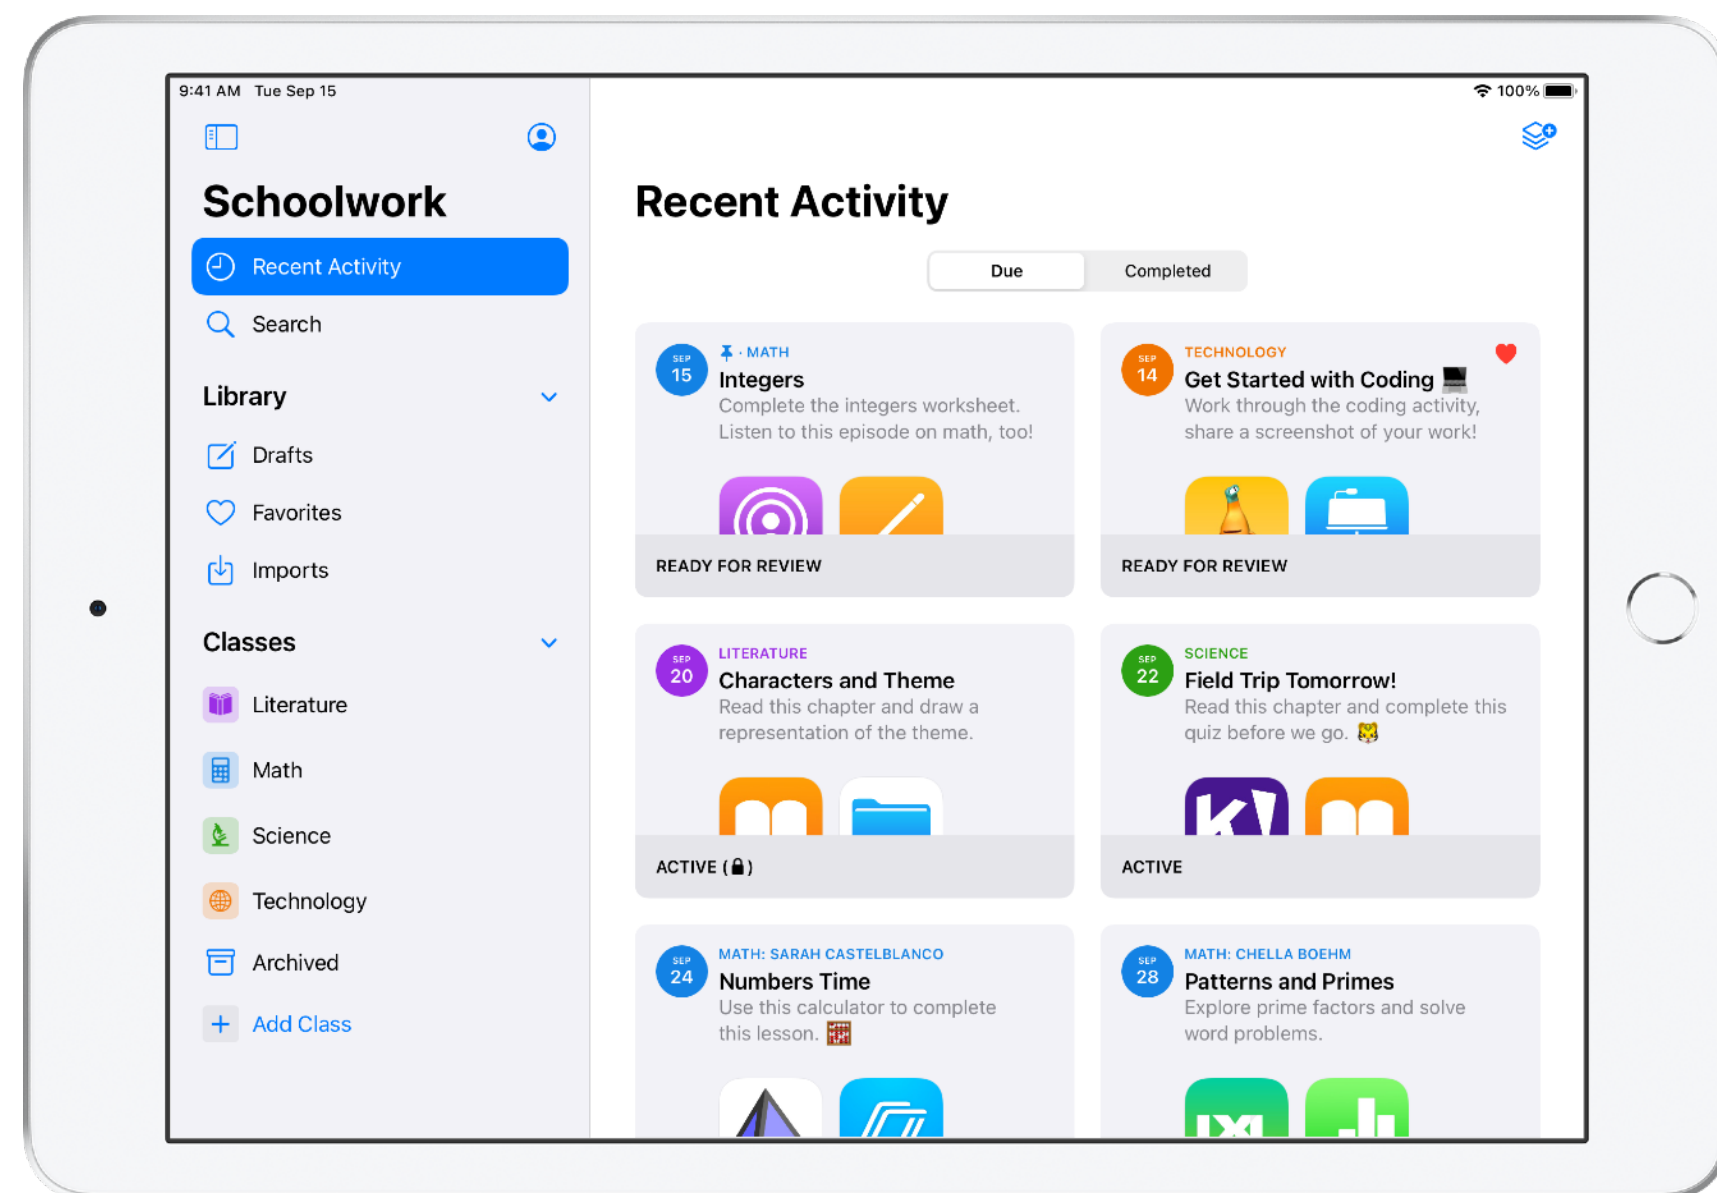 9:41 AM Tue Sep 15
100%
Schoolwork
Recent Activity
Search
Library
Drafts
Favorites
Imports
Classes
Literature
Math
Science
Technology
Archived
Add Class
Recent Activity
Due
Completed
SEP
15
· MATH
Integers
Complete the integers worksheet.
Listen to this episode on math, too!
READY FOR REVIEW
SEP
14
TECHNOLOGY
Get Started with Coding 💻
Work through the coding activity,
share a screenshot of your work!
READY FOR REVIEW
SEP
20
LITERATURE
Characters and Theme
Read this chapter and draw a
representation of the theme.
ACTIVE (🔒)
SEP
22
SCIENCE
Field Trip Tomorrow!
Read this chapter and complete this
quiz before we go. 🐯
K!
ACTIVE
SEP
24
MATH: SARAH CASTELBLANCO
Numbers Time
Use this calculator to complete
this lesson. 🧮
SEP
28
MATH: CHELLA BOEHM
Patterns and Primes
Explore prime factors and solve
word problems.
IXL